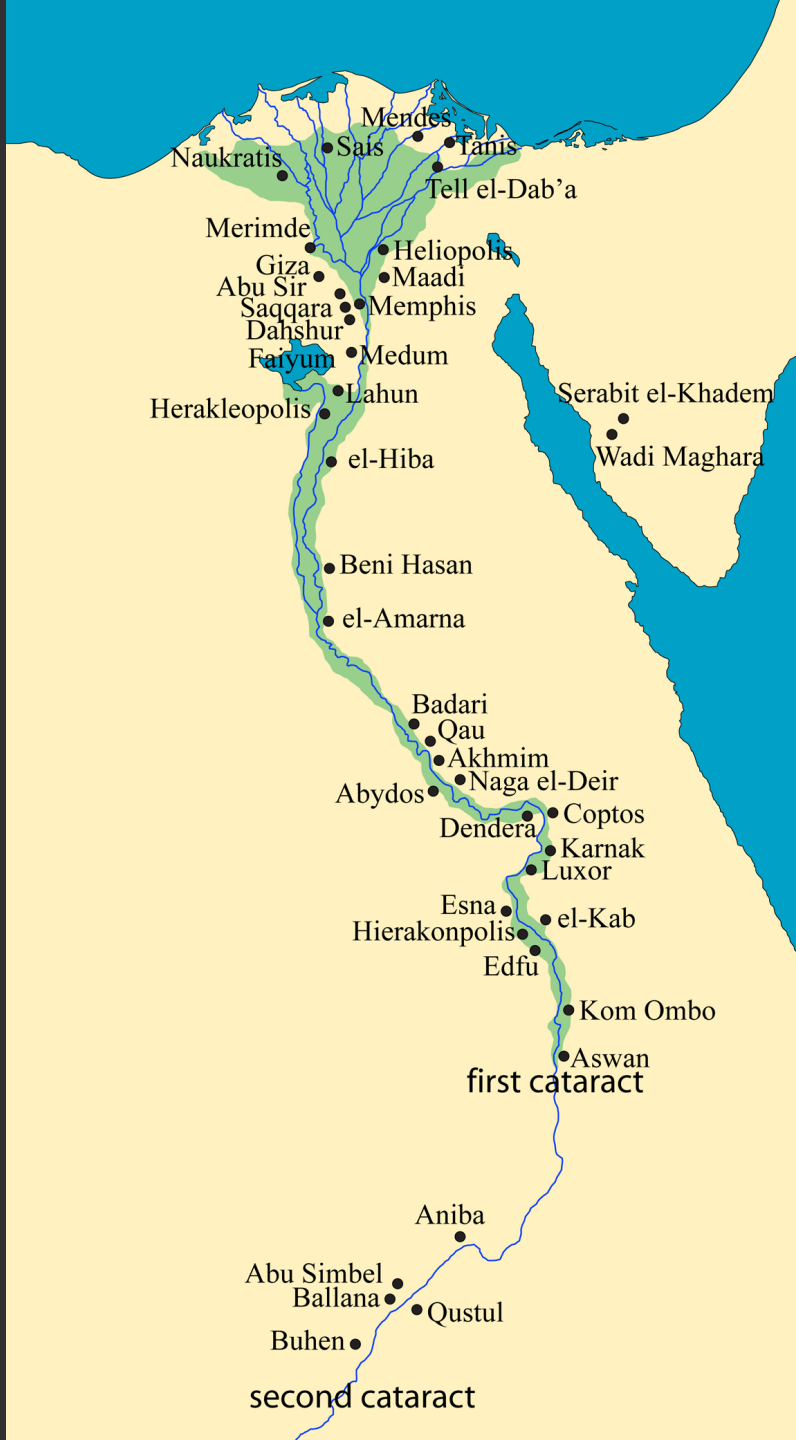 Mendes
Sais
Tanis
Naukratis
Tell el-Dab’a
Merimde
Heliopolis
Giza
Maadi
Abu Sir
Saqqara
Memphis
Dahshur
Faiyum
Medum
Lahun
Serabit el-Khadem
Herakleopolis
Wadi Maghara
el-Hiba
Beni Hasan
el-Amarna
Badari
Qau
Akhmim
Naga el-Deir
Abydos
Coptos
Dendera
Karnak
Luxor
Esna
el-Kab
Hierakonpolis
Edfu
Kom Ombo
Aswan
first cataract
Aniba
Abu Simbel
Ballana
Qustul
Buhen
second cataract